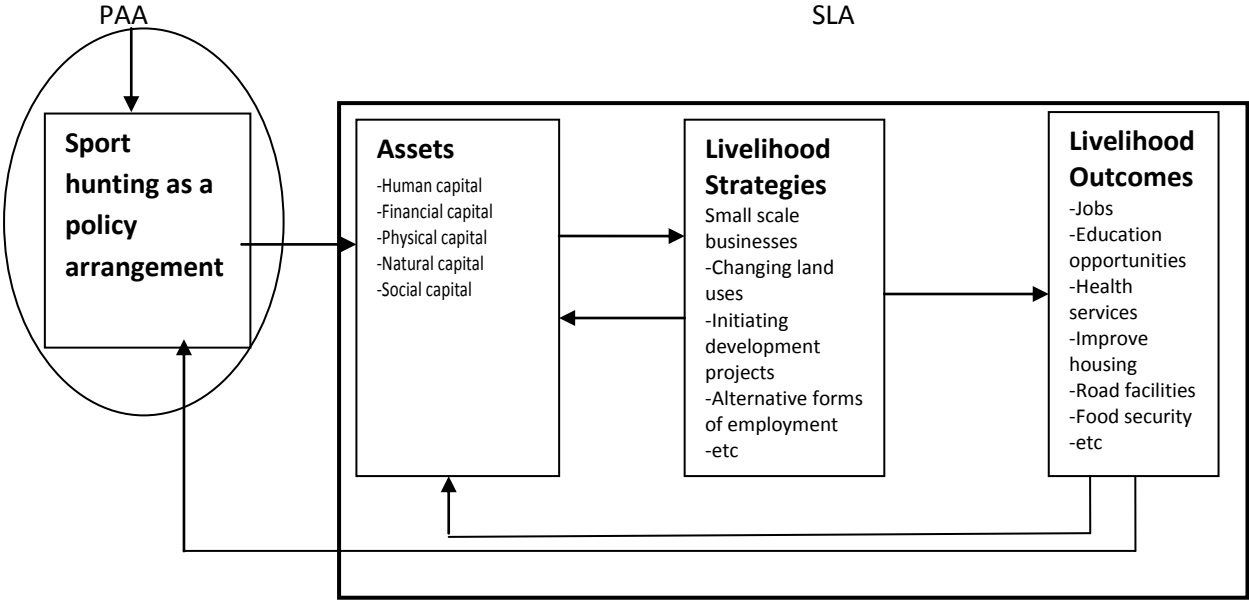 PAA
SLA
Sport
hunting as a
policy
arrangement
Assets
-Human capital
-Financial capital
-Physical capital
-Natural capital
-Social capital
Livelihood
Strategies
Small scale
businesses
-Changing land
uses
-Initiating
development
projects
-Alternative forms
of employment
-etc
Livelihood
Outcomes
-Jobs
-Education
opportunities
-Health
services
-Improve
housing
-Road facilities
-Food security
-etc